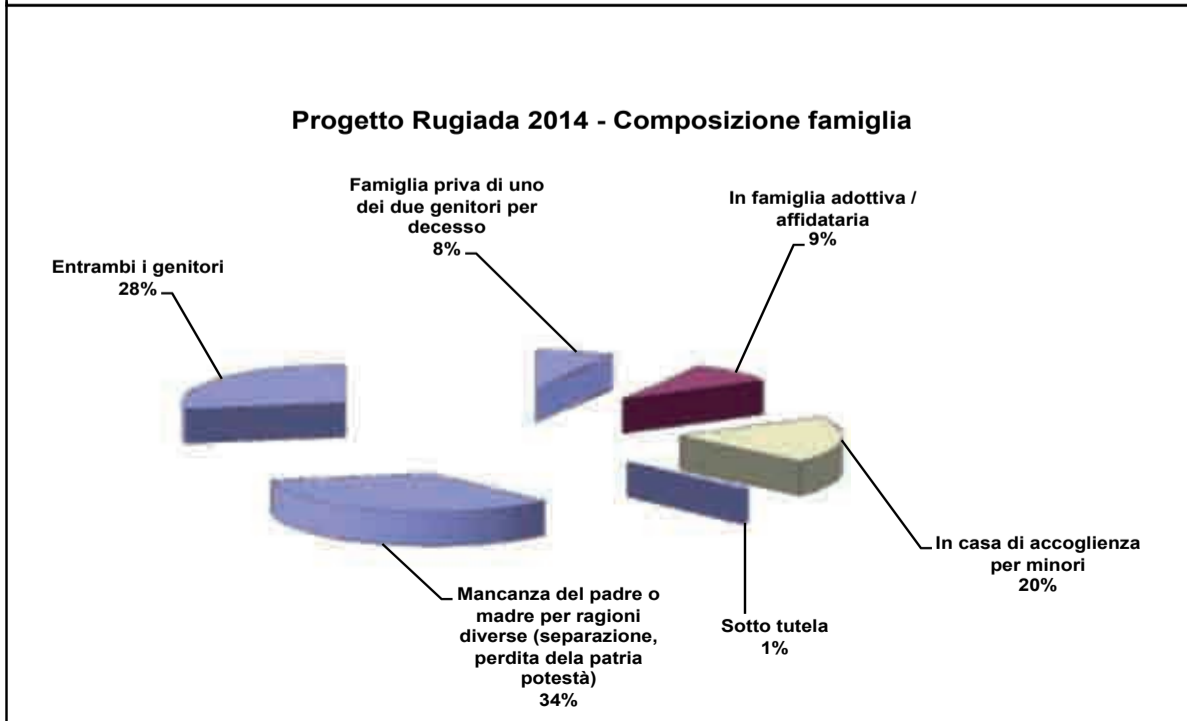 Progetto Rugiada 2014 - Composizione famiglia
Famiglia priva di uno
dei due genitori per
decesso
8%
In famiglia adottiva /
affidataria
9%
Entrambi i genitori
28%
In casa di accoglienza
per minori
20%
Mancanza del padre o
madre per ragioni
diverse (separazione,
perdita dela patria
potestà)
34%
Sotto tutela
1%